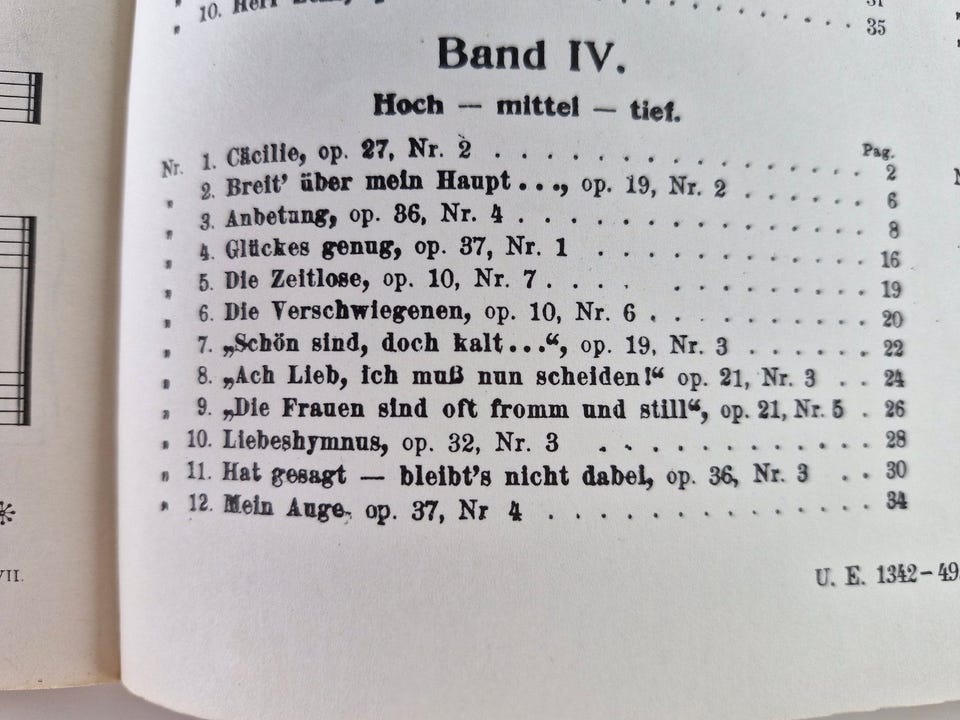 10. Herr
31
35
Band IV.
Hoch — mittel — tief.
Pag.
Nr. 1. Cäcilie, op. 27, Nr. 2 . . . . . . . . . . . . . 2
„ 2. Breit' über mein Haupt..., op. 19, Nr. 2 . . . . . . 6
„ 3. Anbetung, op. 36, Nr. 4 . . . . . . . . . . . . 8
„ 4. Glückes genug, op. 37, Nr. 1 . . . . . . . . . . 16
„ 5. Die Zeitlose, op. 10, Nr. 7 . . . . . . . . . . . . 19
„ 6. Die Verschwiegenen, op. 10, Nr. 6 . . . . . . . . 20
„ 7. „Schön sind, doch kalt...“, op. 19, Nr. 3 . . . . . . 22
„ 8. „Ach Lieb, ich muß nun scheiden!“ op. 21, Nr. 3 . . 24
„ 9. „Die Frauen sind oft fromm und still“, op. 21, Nr. 5 . 26
„ 10. Liebeshymnus, op. 32, Nr. 3 . . . . . . . . . . 28
„ 11. Hat gesagt — bleibt's nicht dabei, op. 36, Nr. 3 . . 30
„ 12. Mein Auge, op. 37, Nr 4 . . . . . . . . . . . . 34
U. E. 1342-49
VII.